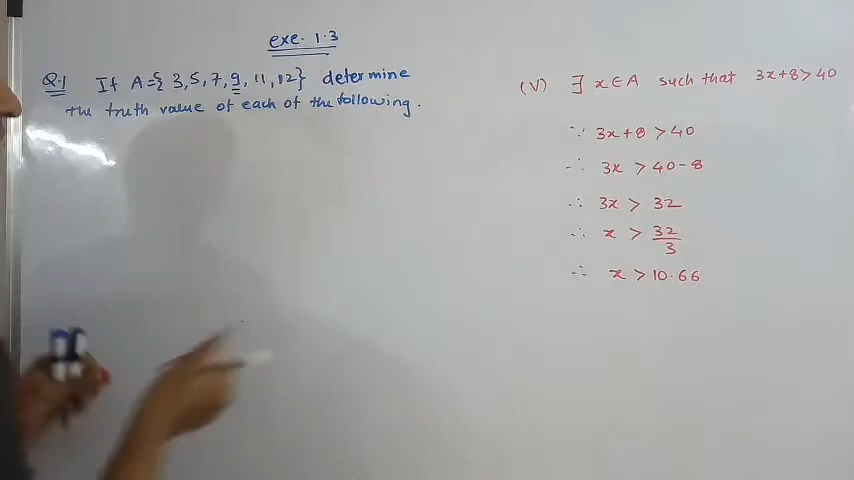 exe. 1.3
Q.1 If A={ 3,5,7,9,11,12} determine
the truth value of each of the following.
(V) ∃ x∈A such that 3x+8>40
∵ 3x+8 >40
∴ 3x >40-8
∴ 3x > 32
∴ x > 32/3
∴ x >10.66